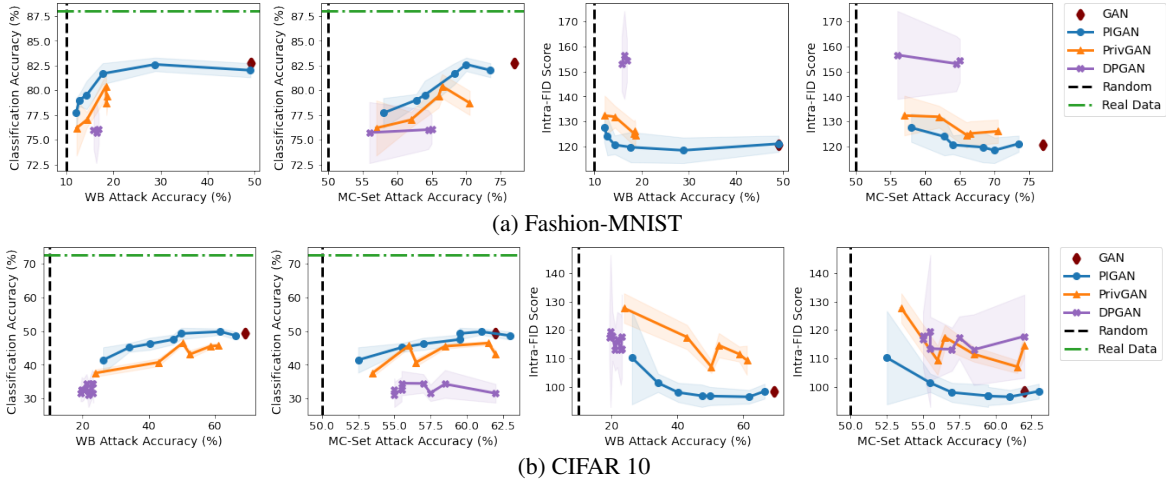 Classification Accuracy (%)
87.5
85.0
82.5
80.0
77.5
75.0
72.5
10 20 30 40 50
WB Attack Accuracy (%)
Classification Accuracy (%)
87.5
85.0
82.5
80.0
77.5
75.0
72.5
50 55 60 65 70 75
MC-Set Attack Accuracy (%)
Intra-FID Score
170
160
150
140
130
120
10 20 30 40 50
WB Attack Accuracy (%)
Intra-FID Score
170
160
150
140
130
120
50 55 60 65 70 75
MC-Set Attack Accuracy (%)
GAN
PIGAN
PrivGAN
DPGAN
Random
Real Data
(a) Fashion-MNIST
Classification Accuracy (%)
70
60
50
40
30
20 40 60
WB Attack Accuracy (%)
Classification Accuracy (%)
70
60
50
40
30
50.0 52.5 55.0 57.5 60.0 62.5
MC-Set Attack Accuracy (%)
Intra-FID Score
140
130
120
110
100
20 40 60
WB Attack Accuracy (%)
Intra-FID Score
140
130
120
110
100
50.0 52.5 55.0 57.5 60.0 62.5
MC-Set Attack Accuracy (%)
GAN
PIGAN
PrivGAN
DPGAN
Random
Real Data
(b) CIFAR 10